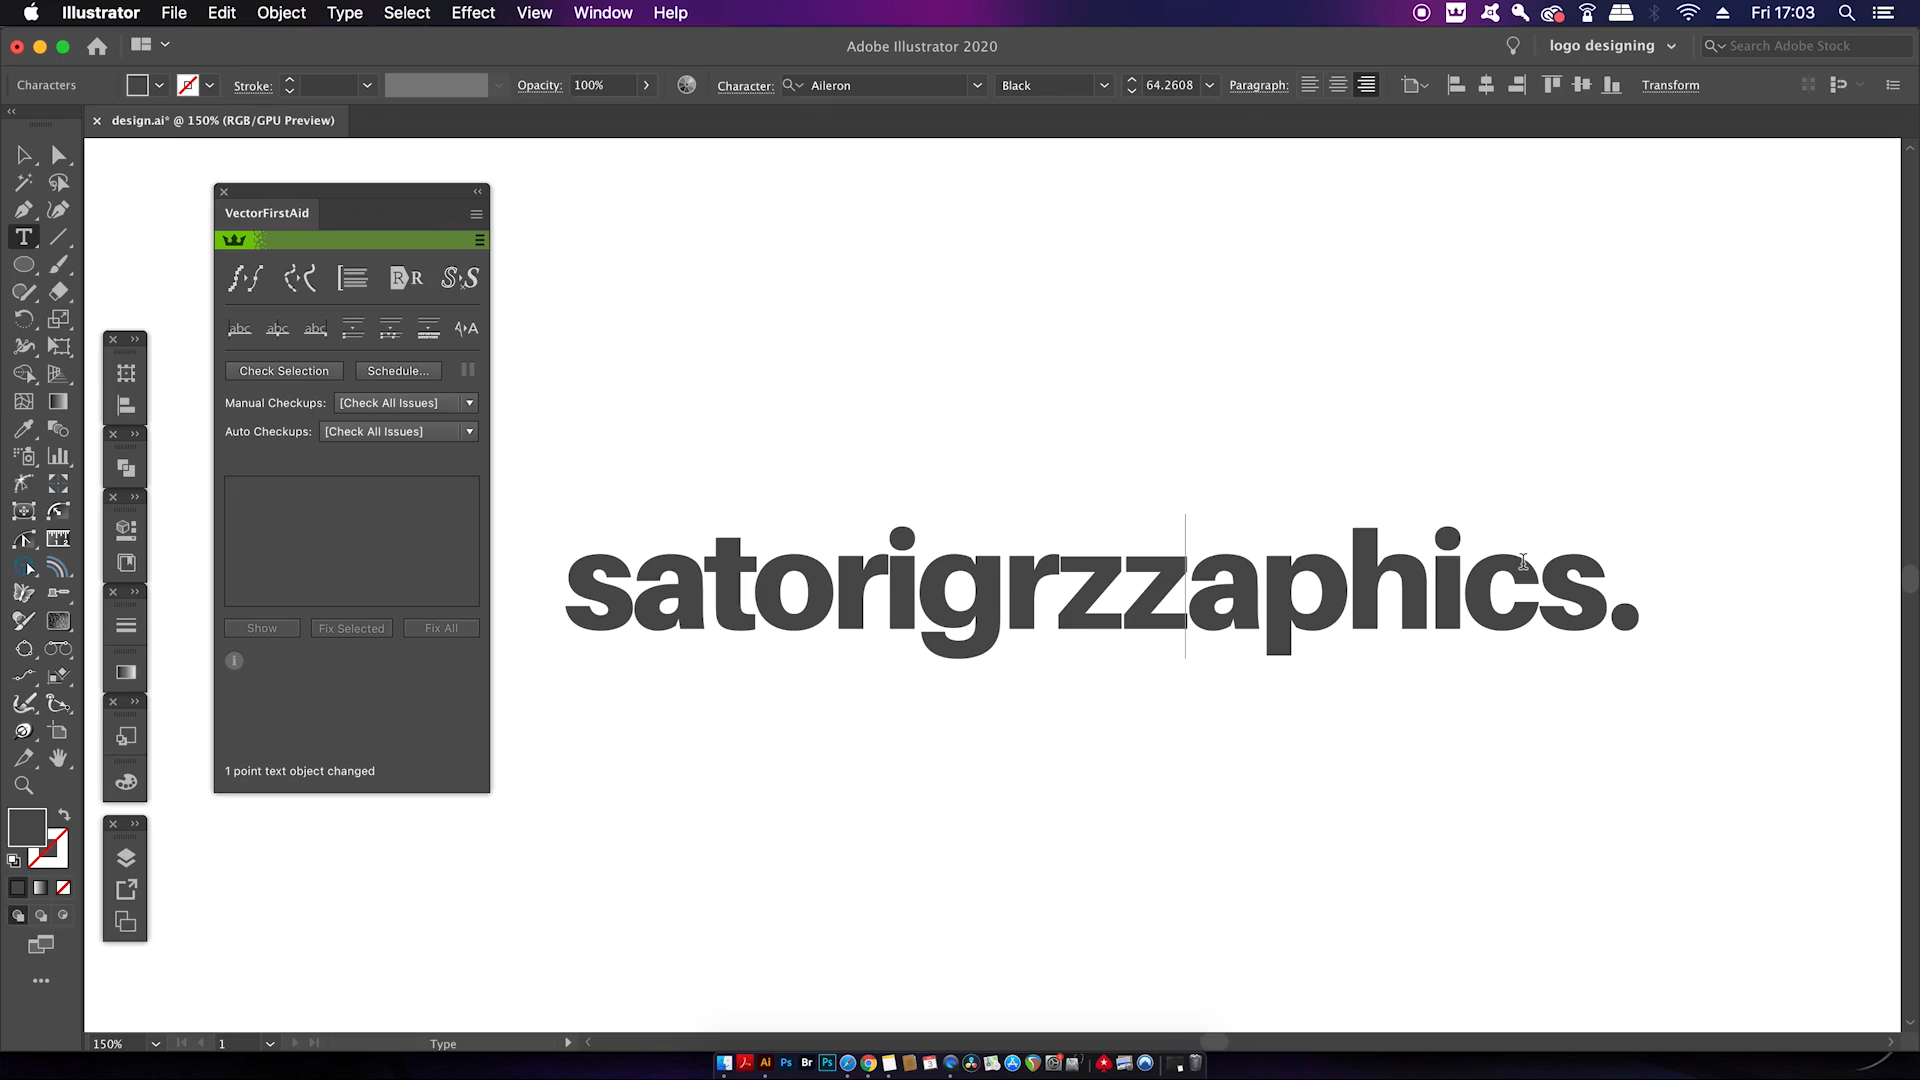 Illustrator File Edit Object Type Select Effect View Window Help Fri 17:03
Adobe Illustrator 2020 logo designing Search Adobe Stock
Characters Stroke: Opacity: 100% Character: Aileron Black 64.2608 Paragraph: Transform
design.ai* @ 150% (RGB/GPU Preview)
VectorFirstAid
abc abc abc
Check Selection Schedule...
Manual Checkups: [Check All Issues]
Auto Checkups: [Check All Issues]
satorigrzzaphics.
Show Fix Selected Fix All
1 point text object changed
150% 1 Type